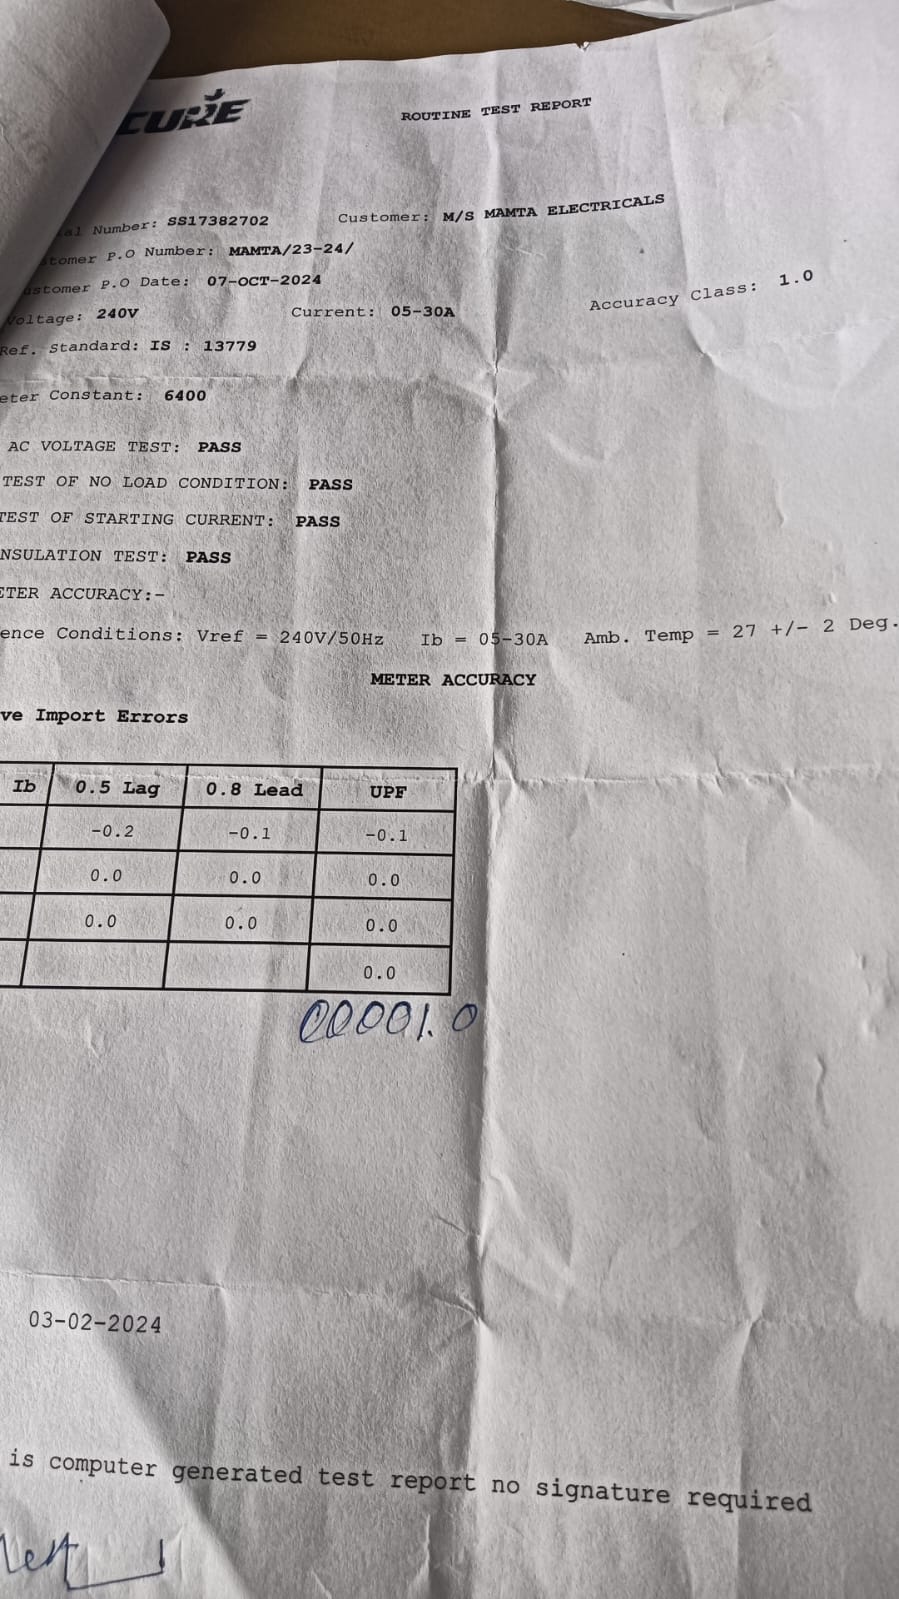 CURE
ROUTINE TEST REPORT
al Number: SS17382702 Customer: M/S MAMTA ELECTRICALS
stomer P.O Number: MAMTA/23-24/
ustomer P.O Date: 07-OCT-2024
Voltage: 240V Current: 05-30A Accuracy Class: 1.0
Ref. Standard: IS : 13779
eter Constant: 6400
AC VOLTAGE TEST: PASS
TEST OF NO LOAD CONDITION: PASS
TEST OF STARTING CURRENT: PASS
NSULATION TEST: PASS
ETER ACCURACY:-
ence Conditions: Vref = 240V/50Hz Ib = 05-30A Amb. Temp = 27 +/- 2 Deg.
METER ACCURACY
ve Import Errors
Ib 0.5 Lag 0.8 Lead UPF
-0.2 -0.1 -0.1
0.0 0.0 0.0
0.0 0.0 0.0
0.0
00001.0
03-02-2024
is computer generated test report no signature required